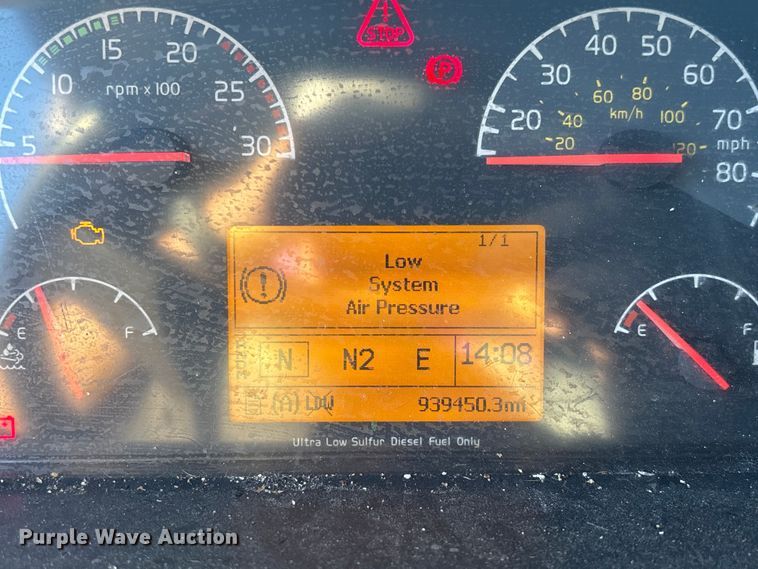 STOP
P
5
10
15
20
25
30
rpm x 100
20
30
40
50
60
70
80
mph
20
40
60
80
100
120
km/h
1/1
Low
System
Air Pressure
N N2 E 14:08
(A) LDW 939450.3mi
E F
E F
Ultra Low Sulfur Diesel Fuel Only
Purple Wave Auction